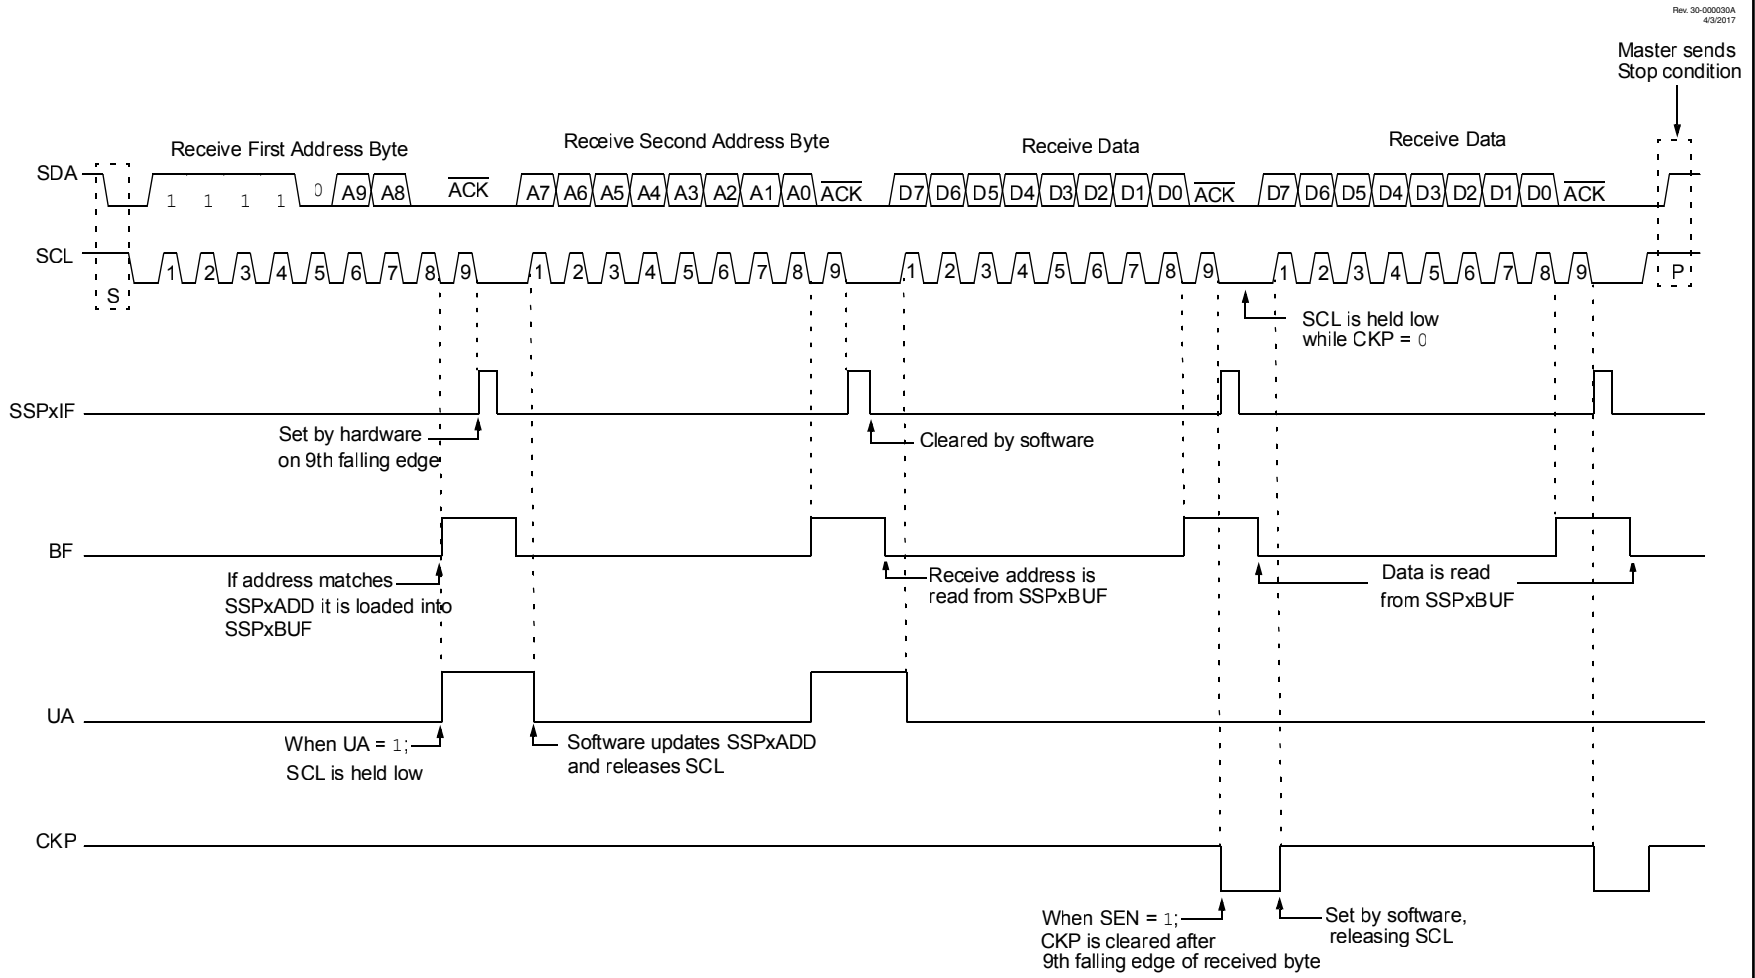 Rev. 30-000030A
4/3/2017
Master sends
Stop condition
Receive First Address Byte
Receive Second Address Byte
Receive Data
Receive Data
SDA
1 1 1 1 0 A9 A8 ACK
A7 A6 A5 A4 A3 A2 A1 A0 ACK
D7 D6 D5 D4 D3 D2 D1 D0 ACK
D7 D6 D5 D4 D3 D2 D1 D0 ACK
SCL
S
1 2 3 4 5 6 7 8 9
1 2 3 4 5 6 7 8 9
1 2 3 4 5 6 7 8 9
1 2 3 4 5 6 7 8 9
P
SCL is held low
while CKP = 0
SSPxIF
Set by hardware
on 9th falling edge
Cleared by software
BF
If address matches
SSPxADD it is loaded into
SSPxBUF
Receive address is
read from SSPxBUF
Data is read
from SSPxBUF
UA
When UA = 1;
SCL is held low
Software updates SSPxADD
and releases SCL
CKP
When SEN = 1;
CKP is cleared after
9th falling edge of received byte
Set by software,
releasing SCL